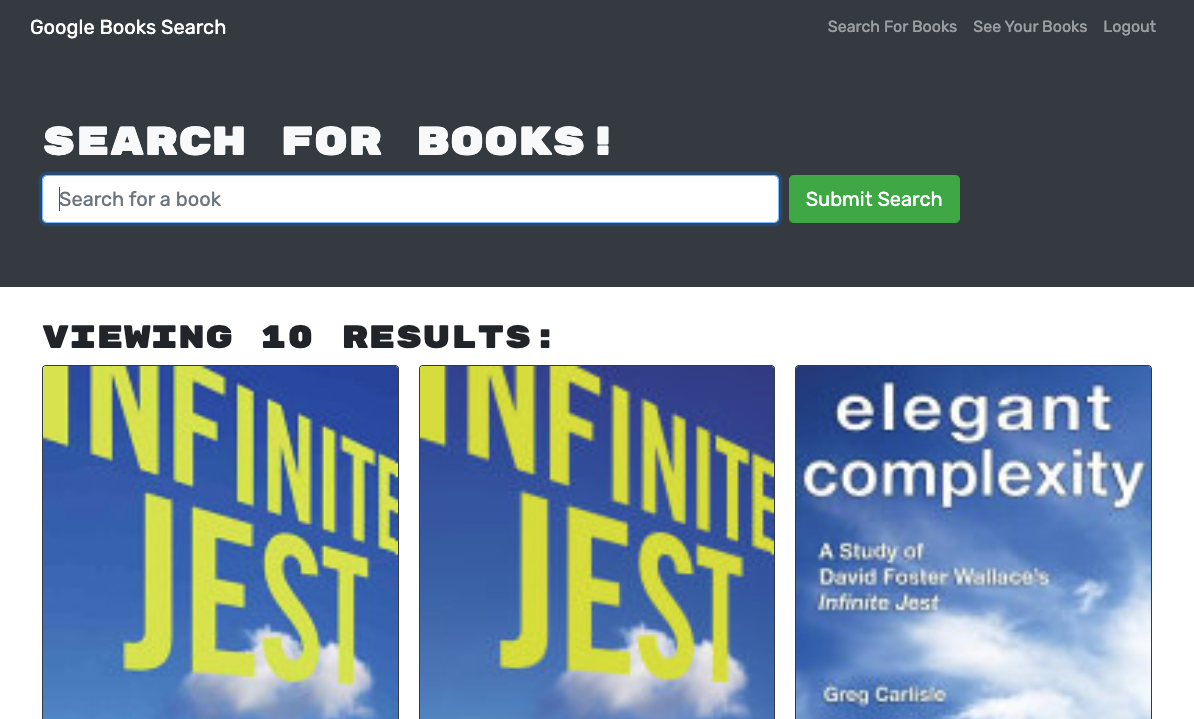 Google Books Search
Search For Books
See Your Books
Logout
SEARCH FOR BOOKS!
Search for a book
Submit Search
VIEWING 10 RESULTS:
INFINITE
JEST
INFINITE
JEST
elegant
complexity
A Study of
David Foster Wallace's
Infinite Jest
Greg Carlisle